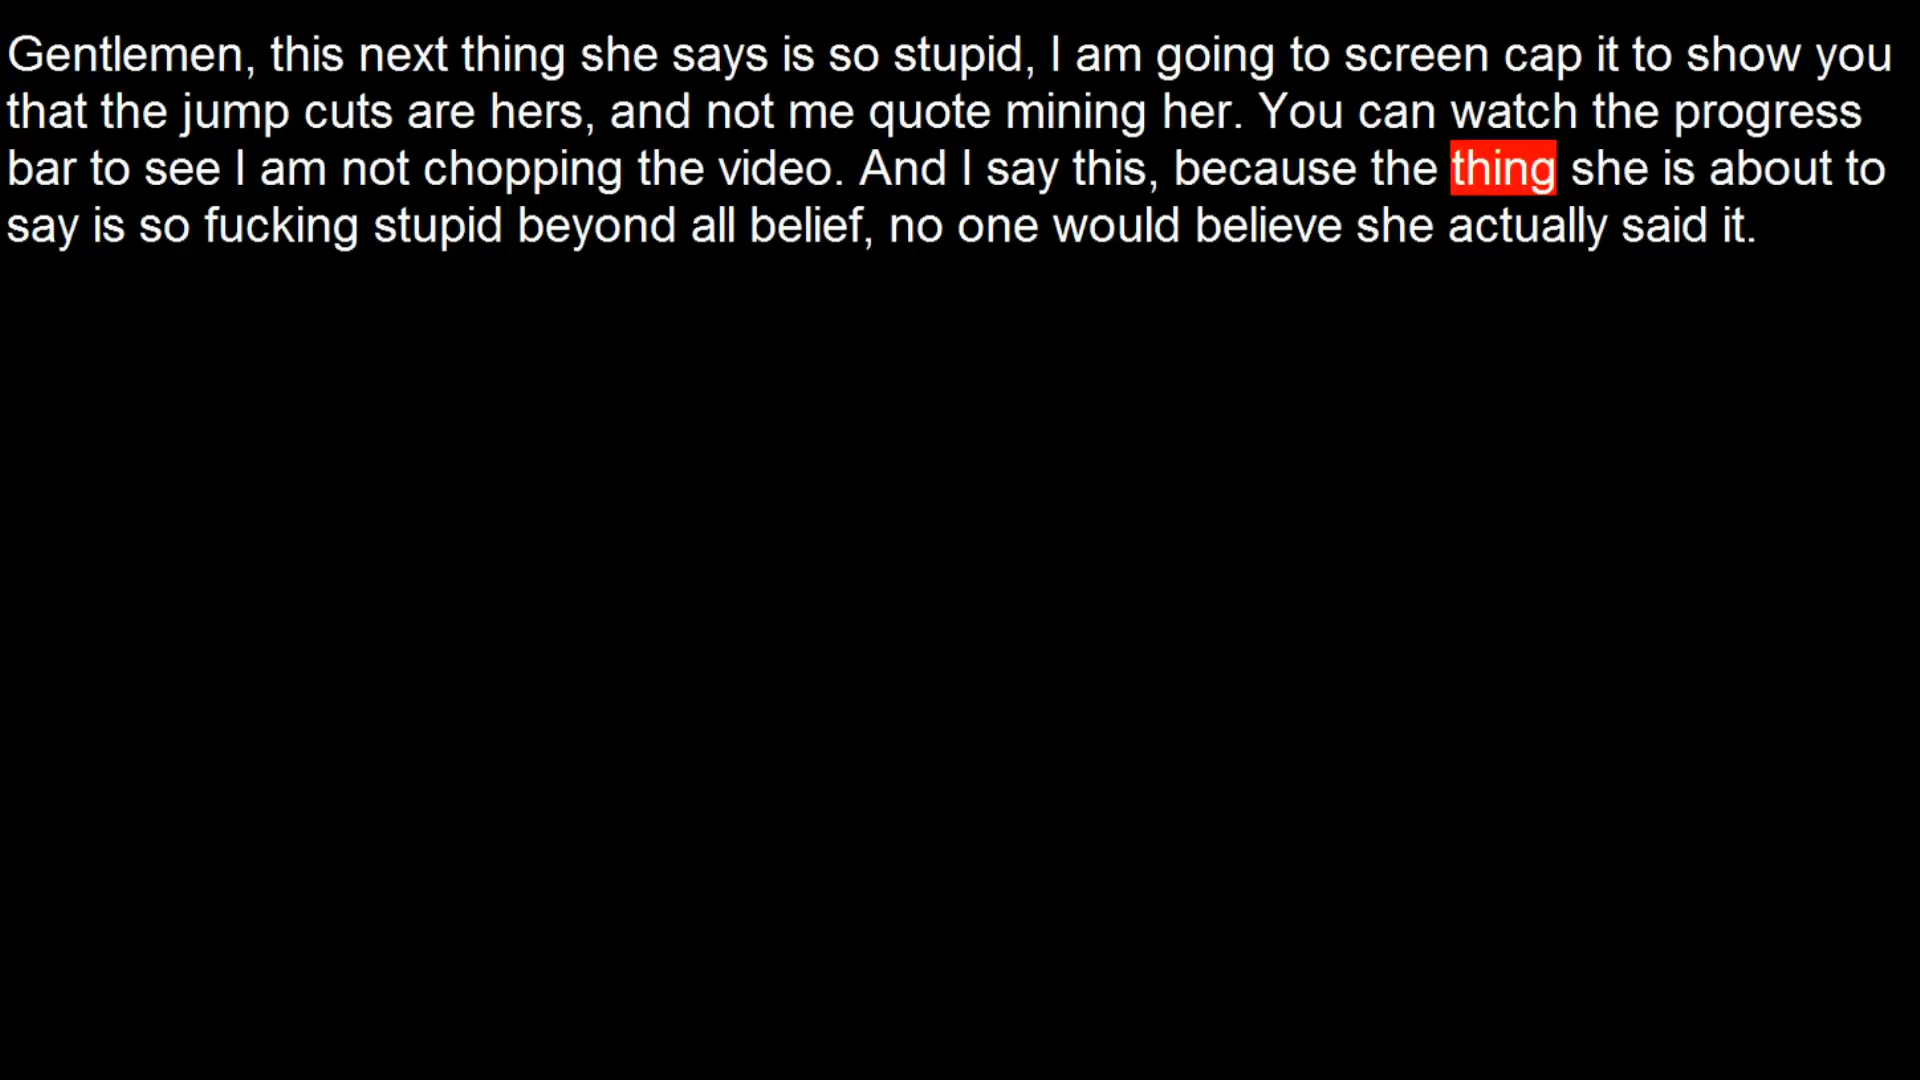 Gentlemen, this next thing she says is so stupid, I am going to screen cap it to show you
that the jump cuts are hers, and not me quote mining her. You can watch the progress
bar to see I am not chopping the video. And I say this, because the thing she is about to
say is so fucking stupid beyond all belief, no one would believe she actually said it.